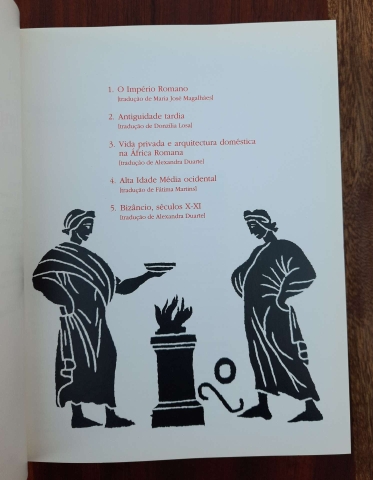 1. O Império Romano
[tradução de Maria José Magalhães]
2. Antiguidade tardia
[tradução de Donzília Loss]
3. Vida privada e arquitectura doméstica
na África Romana
[tradução de Alexandra Duarte]
4. Alta Idade Média ocidental
[tradução de Fátima Martins]
5. Bizâncio, séculos X-XI
[tradução de Alexandra Duarte]